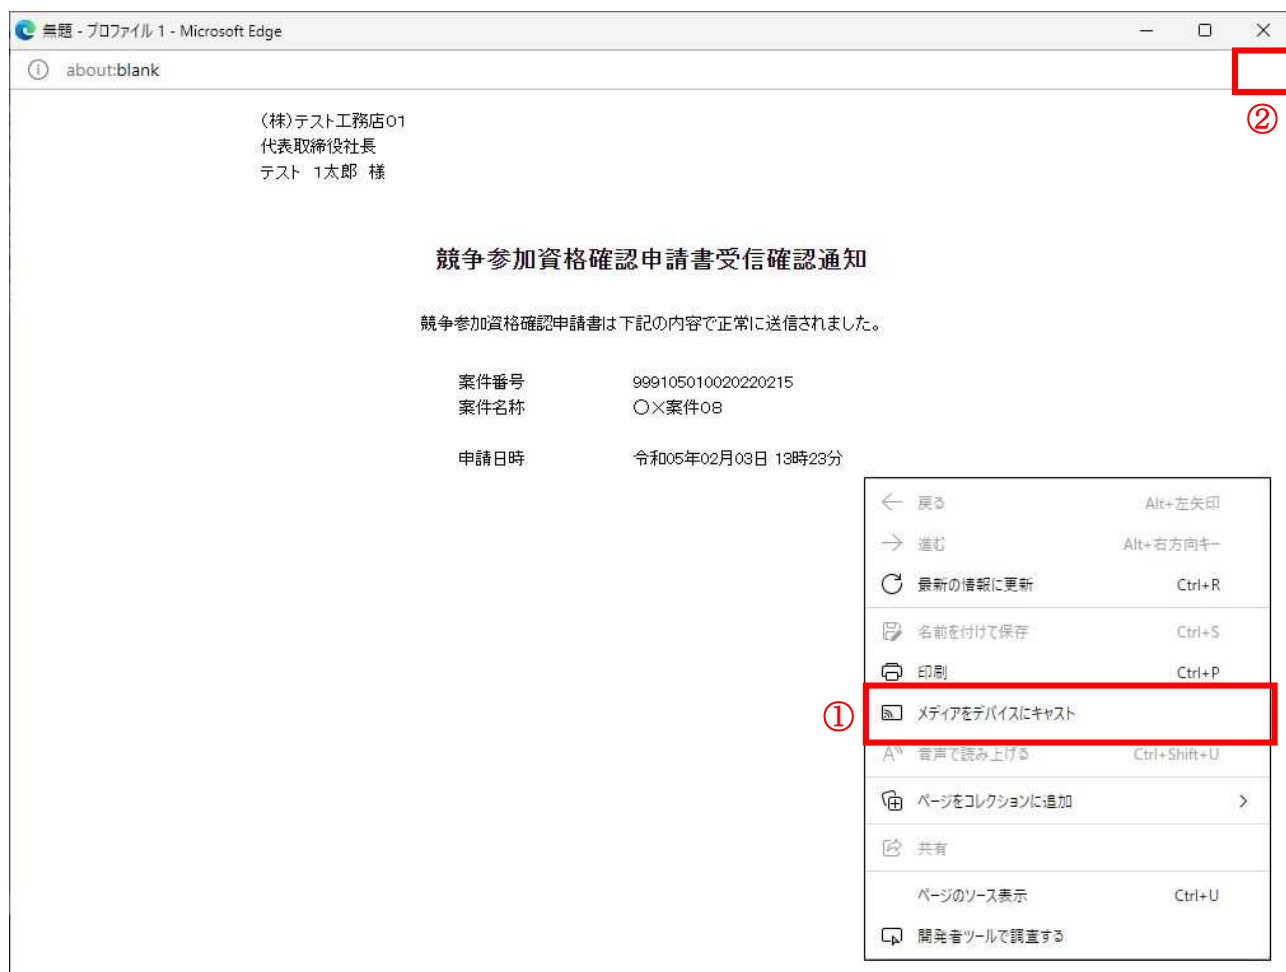 無題 - プロファイル 1 - Microsoft Edge
about:blank
②
(株)テスト工務店01
代表取締役社長
テスト 1太郎 様
競争参加資格確認申請書受信確認通知
競争参加資格確認申請書は下記の内容で正常に送信されました。
案件番号 999105010020220215
案件名称 〇×案件08
申請日時 令和05年02月03日 13時23分
戻る Alt+左矢印
進む Alt+右方向キー
最新の情報に更新 Ctrl+R
名前を付けて保存 Ctrl+S
印刷 Ctrl+P
① メディアをデバイスにキャスト
音声で読み上げる Ctrl+Shift+U
ページをコレクションに追加
共有
ページのソース表示 Ctrl+U
開発者ツールで調査する